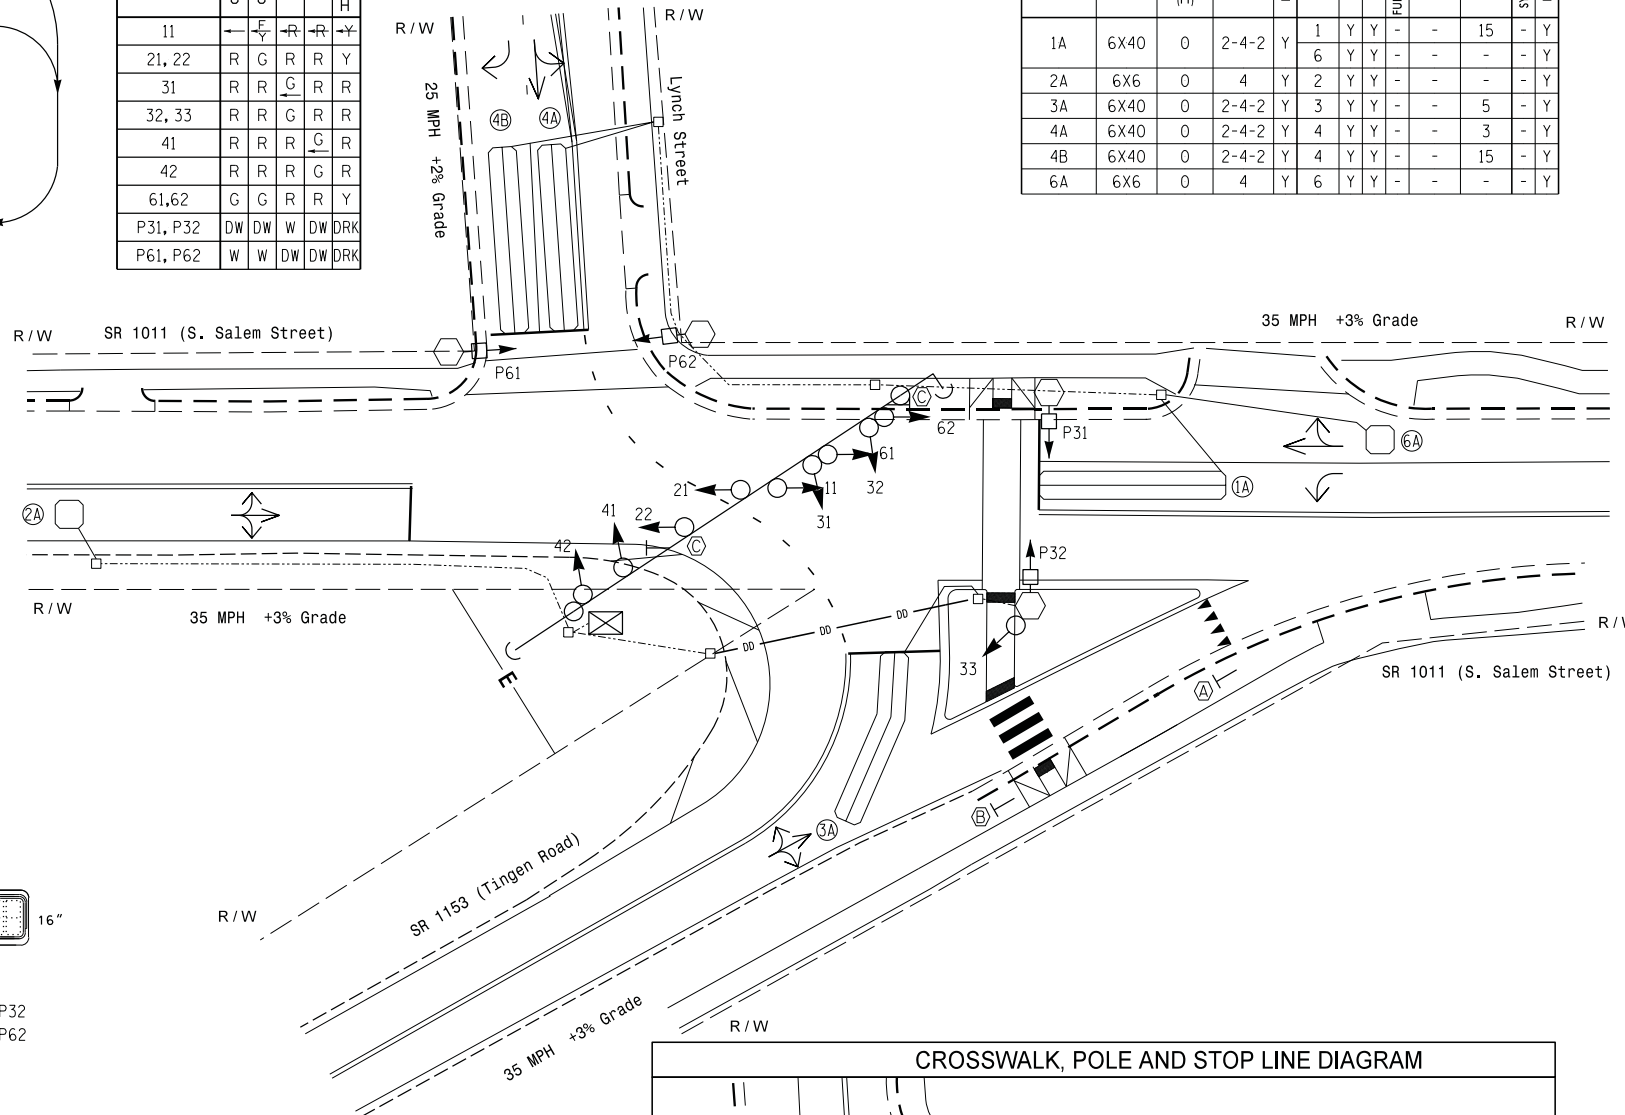 H
11 ← F Y R R Y
21, 22 R G R R Y
31 R R G R R
32, 33 R R G R R
41 R R R G R
42 R R R G R
61,62 G G R R Y
P31, P32 DW DW W DW DRK
P61, P62 W W DW DW DRK
FU
1A 6X40 0 2-4-2 Y 1 Y Y - - 15 - Y
6 Y Y - - - - Y
2A 6X6 0 4 Y 2 Y Y - - - - Y
3A 6X40 0 2-4-2 Y 3 Y Y - - 5 - Y
4A 6X40 0 2-4-2 Y 4 Y Y - - 3 - Y
4B 6X40 0 2-4-2 Y 4 Y Y - - 15 - Y
6A 6X6 0 4 Y 6 Y Y - - - - Y
R/W
R/W
25 MPH +2% Grade
Lynch Street
4B
4A
R/W
SR 1011 (S. Salem Street)
35 MPH +3% Grade
R/W
P61
P62
C
62
P31
6A
61
32
1A
21
11
31
2A
41
22
42
C
P32
R/W
35 MPH +3% Grade
DD
DD
DD
33
E
A
R/
SR 1011 (S. Salem Street)
B
3A
SR 1153 (Tingen Road)
R/W
16"
35 MPH +3% Grade
P32
P62
R/W
CROSSWALK, POLE AND STOP LINE DIAGRAM